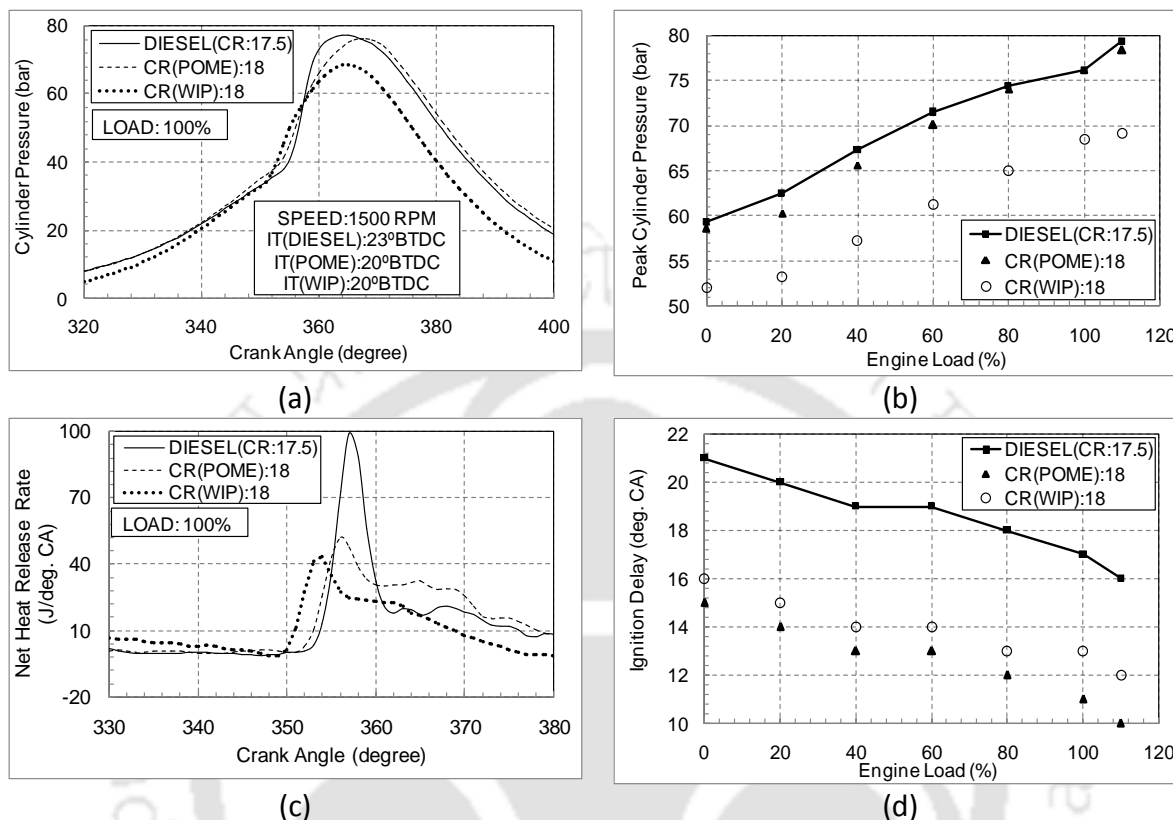 80
60
40
20
0
Cylinder Pressure (bar)
DIESEL(CR:17.5)
CR(POME):18
CR(WIP):18
LOAD: 100%
SPEED:1500 RPM
IT(DIESEL):23ºBTDC
IT(POME):20ºBTDC
IT(WIP):20ºBTDC
320 340 360 380 400
Crank Angle (degree)
(a)
80
75
70
65
60
55
50
Peak Cylinder Pressure (bar)
DIESEL(CR:17.5)
CR(POME):18
CR(WIP):18
0 20 40 60 80 100 120
Engine Load (%)
(b)
100
70
40
10
-20
Net Heat Release Rate
(J/deg. CA)
DIESEL(CR:17.5)
CR(POME):18
CR(WIP):18
LOAD: 100%
330 340 350 360 370 380
Crank Angle (degree)
(c)
22
20
18
16
14
12
10
Ignition Delay (deg. CA)
DIESEL(CR:17.5)
CR(POME):18
CR(WIP):18
0 20 40 60 80 100 120
Engine Load (%)
(d)